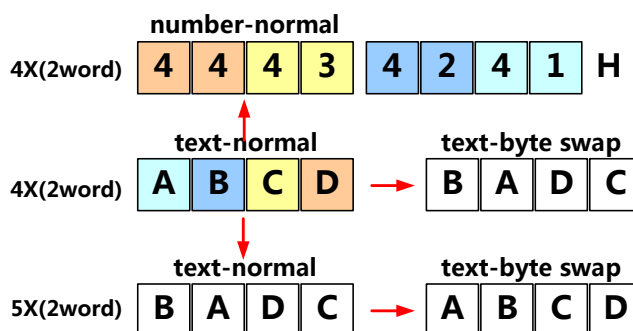 number-normal
4X(2word) 4 4 4 3 4 2 4 1 H
text-normal text-byte swap
4X(2word) A B C D B A D C
text-normal text-byte swap
5X(2word) B A D C A B C D